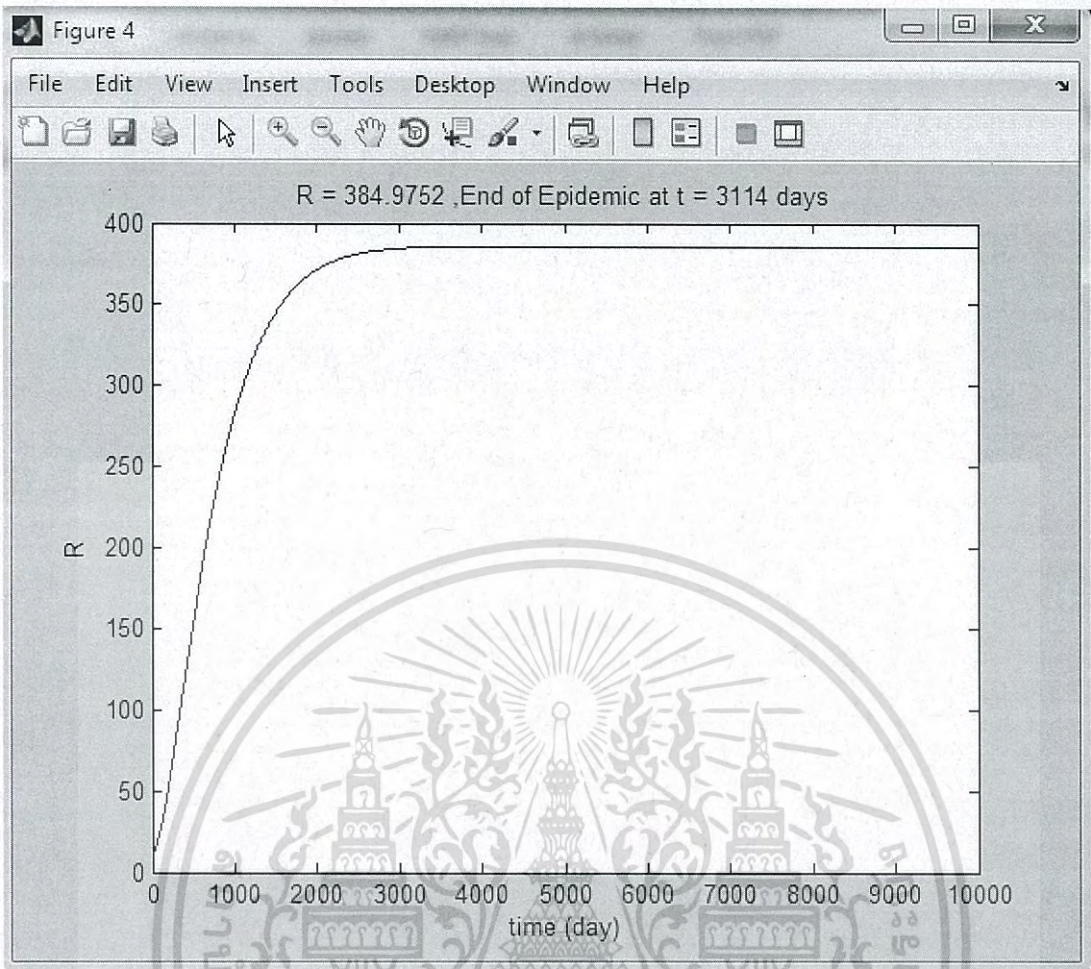 Figure 4
File Edit View Insert Tools Desktop Window Help
R = 384.9752 ,End of Epidemic at t = 3114 days
400
350
300
250
200
150
100
50
0
R
0 1000 2000 3000 4000 5000 6000 7000 8000 9000 10000
time (day)